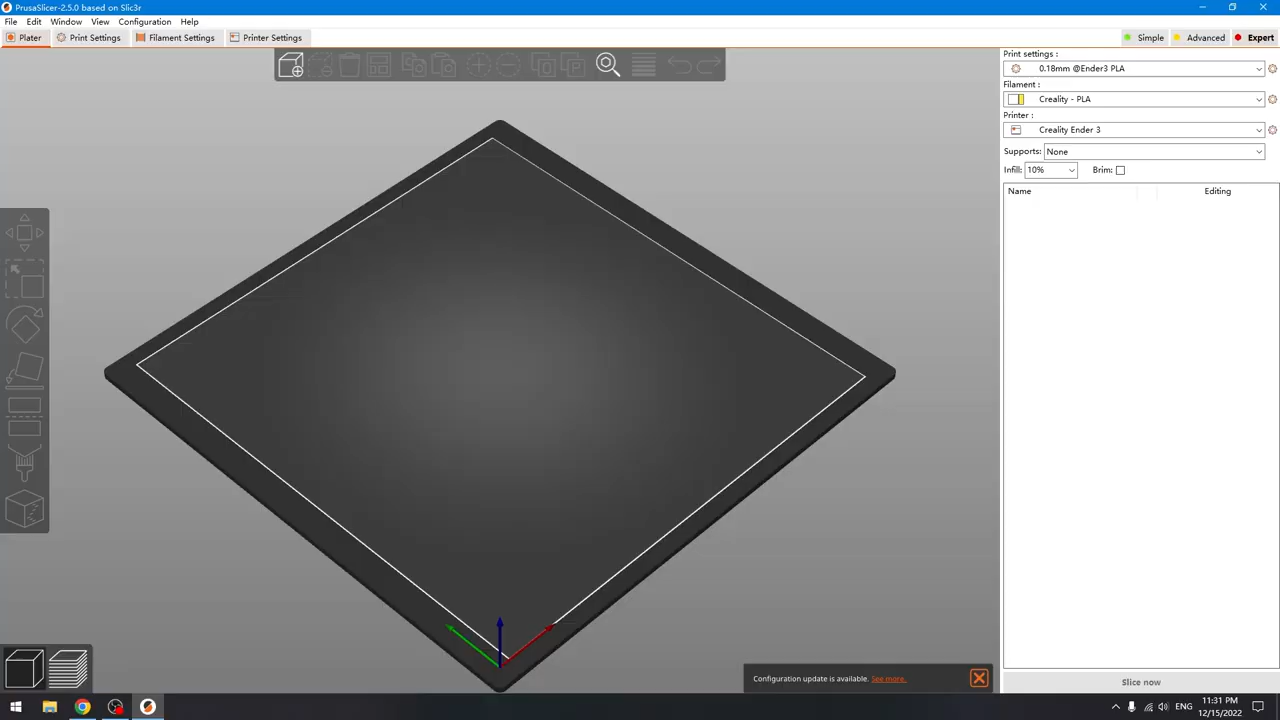 PrusaSlicer-2.5.0 based on Slic3r
File Edit Window View Configuration Help
Plater Print Settings Filament Settings Printer Settings Simple Advanced Expert
Print settings :
0.18mm @Ender3 PLA
Filament :
Creality - PLA
Printer :
Creality Ender 3
Supports: None
Infill: 10% Brim:
Name Editing
Configuration update is available. See more.
Slice now
ENG 11:31 PM
12/15/2022